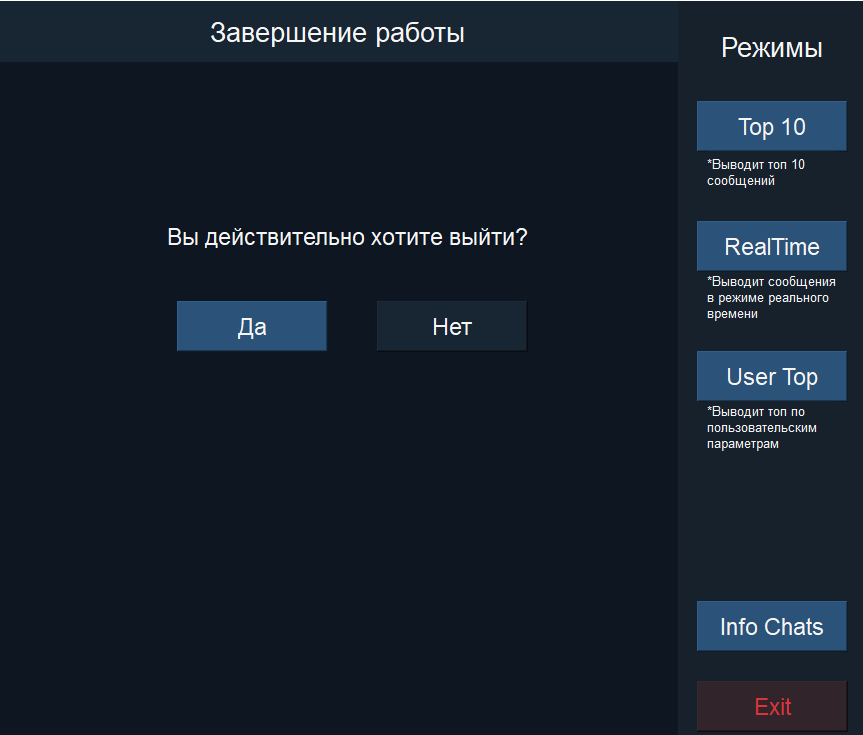 Завершение работы
Вы действительно хотите выйти?
Да
Нет
Режимы
Top 10
*Выводит топ 10
сообщений
RealTime
*Выводит сообщения
в режиме реального
времени
User Top
*Выводит топ по
пользовательским
параметрам
Info Chats
Exit